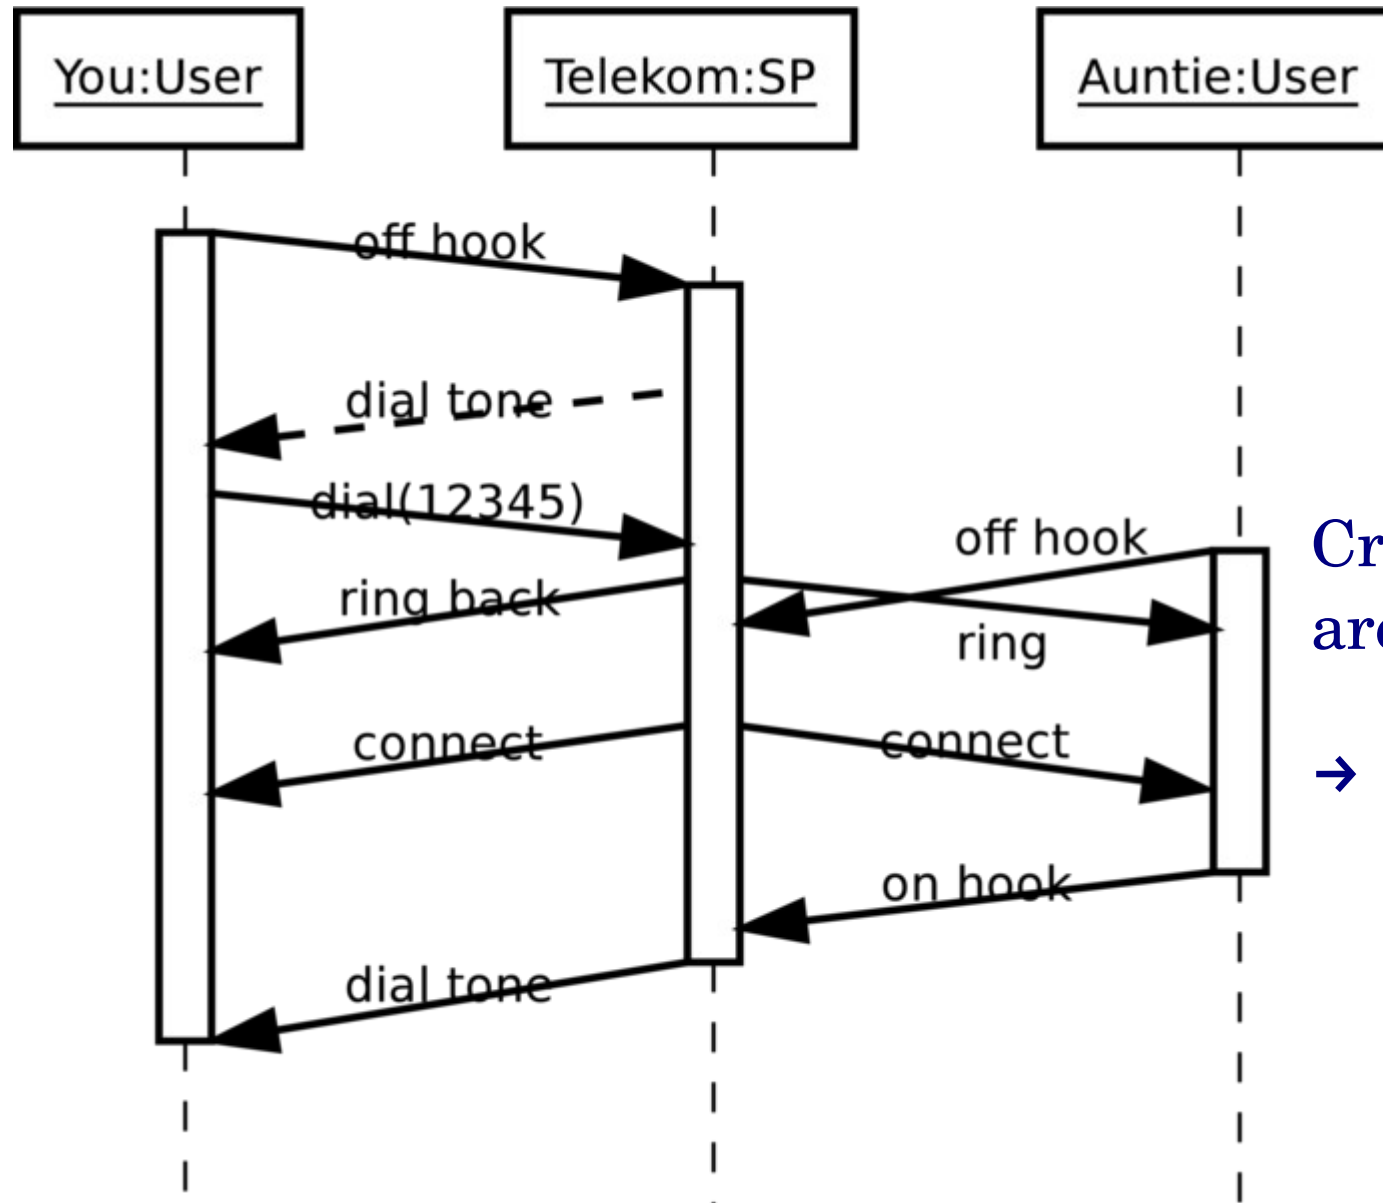 You:User
Telekom:SP
Auntie:User
off hook
dial tone
dial(12345)
off hook
ring back
ring
connect
connect
on hook
dial tone
→